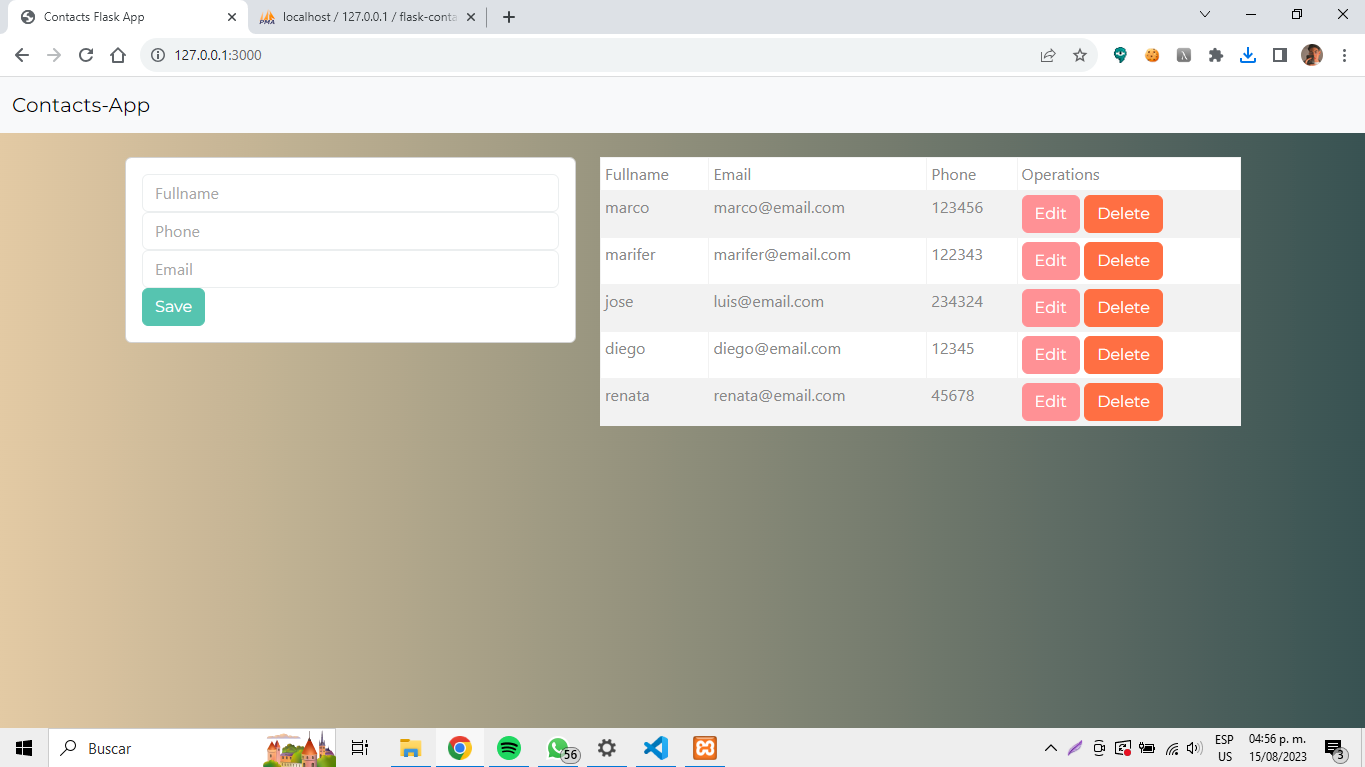 Contacts Flask App
localhost / 127.0.0.1 / flask-conta
127.0.0.1:3000
Contacts-App
Fullname
Phone
Email
Save
Fullname Email Phone Operations
marco marco@email.com 123456 Edit Delete
marifer marifer@email.com 122343 Edit Delete
jose luis@email.com 234324 Edit Delete
diego diego@email.com 12345 Edit Delete
renata renata@email.com 45678 Edit Delete
Buscar
56
ESP
US
04:56 p. m.
15/08/2023
3